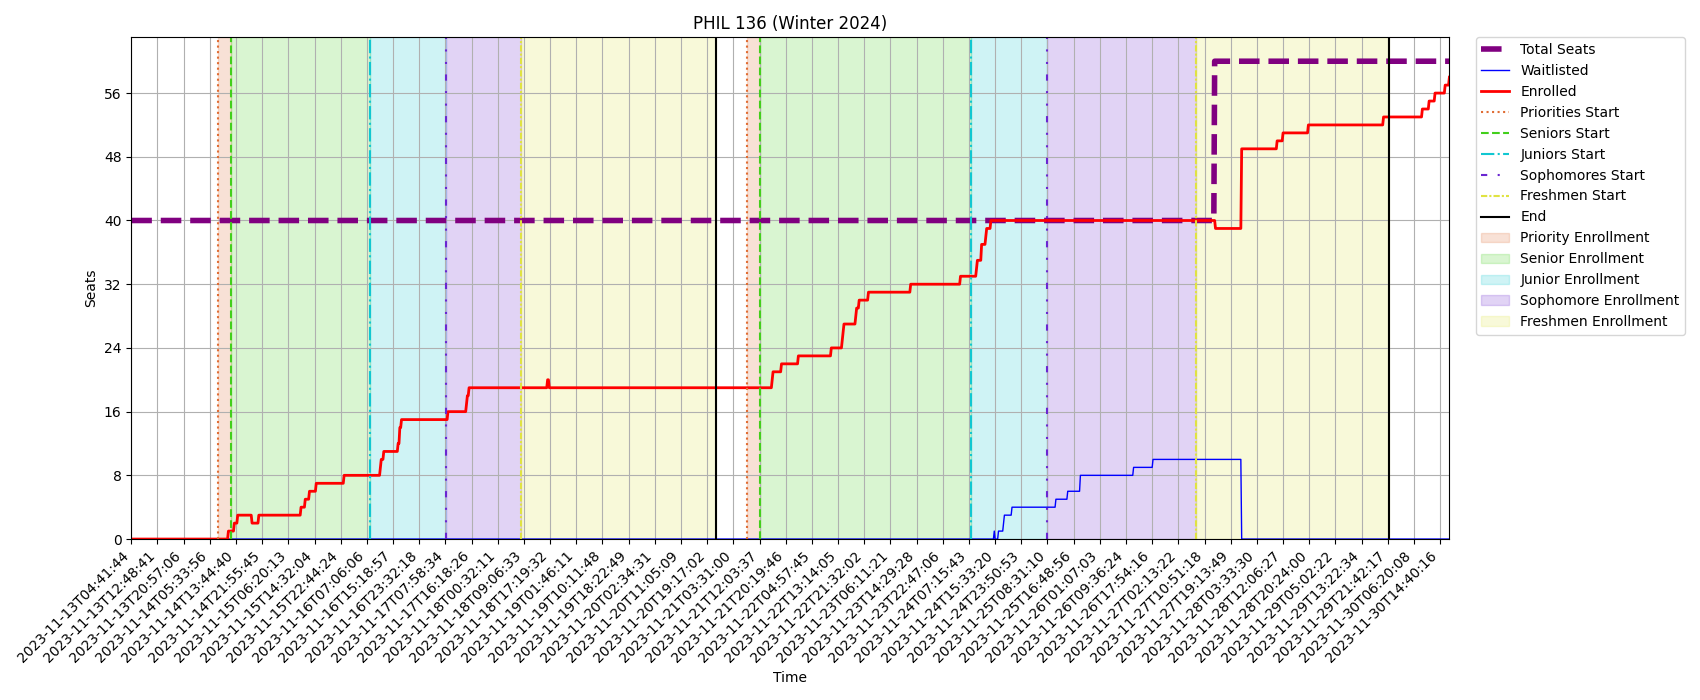 PHIL 136 (Winter 2024)
Total Seats
Waitlisted
Enrolled
Priorities Start
Seniors Start
Juniors Start
Sophomores Start
Freshmen Start
End
Priority Enrollment
Senior Enrollment
Junior Enrollment
Sophomore Enrollment
Freshmen Enrollment
Seats
56
48
40
32
24
16
8
0
2023-11-13T04:41:44
2023-11-13T12:48:41
2023-11-13T20:57:06
2023-11-14T05:33:56
2023-11-14T13:44:40
2023-11-14T21:55:45
2023-11-15T06:20:13
2023-11-15T14:32:04
2023-11-15T22:44:24
2023-11-16T07:06:06
2023-11-16T15:18:57
2023-11-16T23:32:18
2023-11-17T07:58:34
2023-11-17T16:18:26
2023-11-18T00:32:11
2023-11-18T09:06:33
2023-11-18T17:19:32
2023-11-19T01:46:11
2023-11-19T10:11:48
2023-11-19T18:22:49
2023-11-20T02:34:31
2023-11-20T11:05:09
2023-11-20T19:17:02
2023-11-21T03:31:00
2023-11-21T12:03:37
2023-11-21T20:19:46
2023-11-22T04:57:45
2023-11-22T13:14:05
2023-11-22T21:32:02
2023-11-23T06:11:21
2023-11-23T14:29:28
2023-11-23T22:47:06
2023-11-24T07:15:43
2023-11-24T15:33:20
2023-11-24T23:50:53
2023-11-25T08:31:10
2023-11-25T16:48:56
2023-11-26T01:07:03
2023-11-26T09:36:24
2023-11-26T17:54:16
2023-11-27T02:13:22
2023-11-27T10:51:18
2023-11-27T19:13:49
2023-11-28T03:33:30
2023-11-28T12:06:27
2023-11-28T20:24:00
2023-11-29T05:02:22
2023-11-29T13:22:34
2023-11-29T21:42:17
2023-11-30T06:20:08
2023-11-30T14:40:16
Time